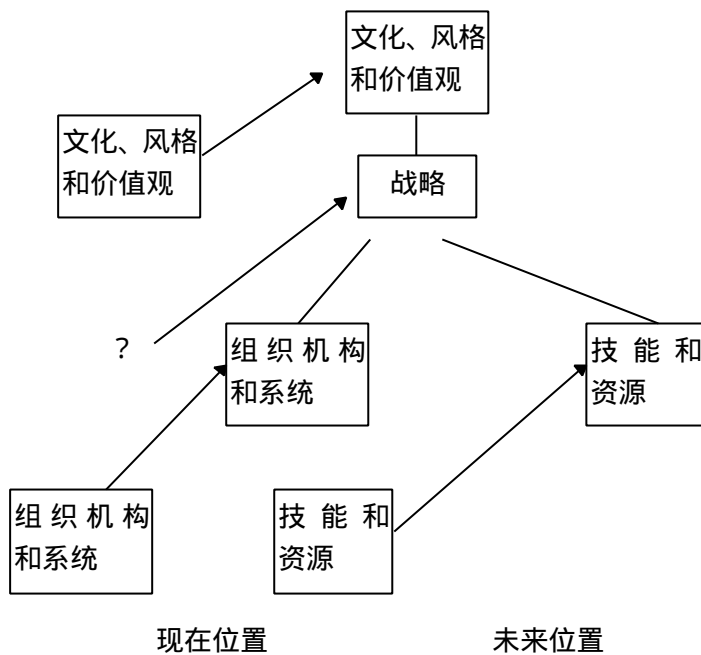 文化、风格
和价值观
文化、风格
和价值观
战略
？
组织机构
和系统
技能和
资源
组织机构
和系统
技能和
资源
现在位置
未来位置